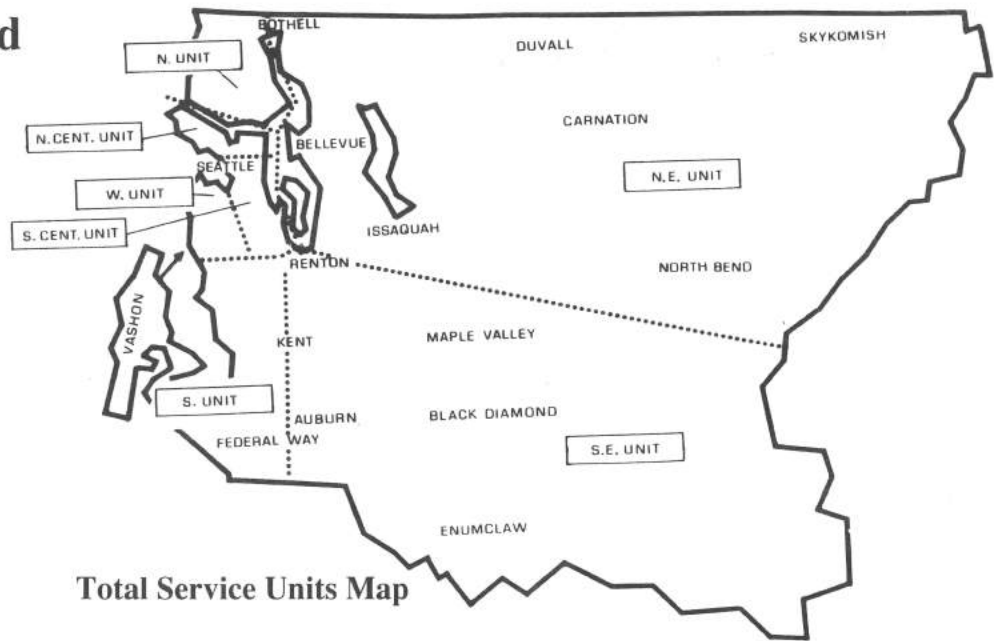 d
BOTHELL
SKYKOMISH
DUVALL
N. UNIT
CARNATION
N. CENT. UNIT
BELLEVUE
SEATTLE
N.E. UNIT
W. UNIT
S. CENT. UNIT
ISSAQUAH
RENTON
NORTH BEND
VASHON
KENT
MAPLE VALLEY
S. UNIT
AUBURN
BLACK DIAMOND
FEDERAL WAY
S.E. UNIT
ENUMCLAW
Total Service Units Map